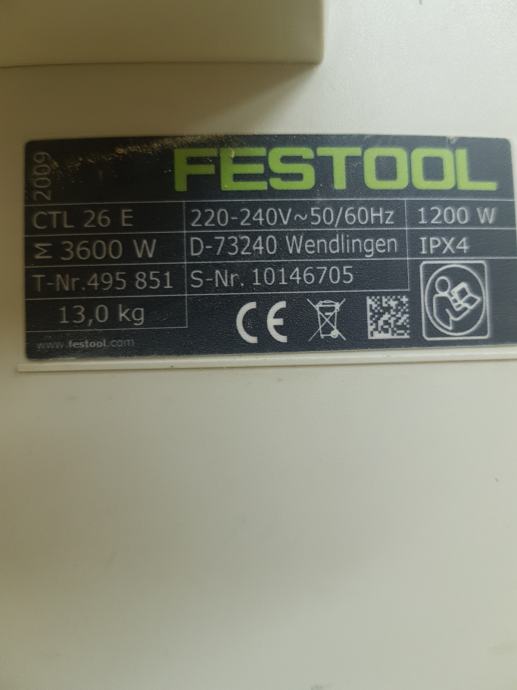 2009
FESTOOL
CTL 26 E 220-240V~50/60Hz 1200 W
Σ 3600 W D-73240 Wendlingen IPX4
T-Nr.495 851 S-Nr. 10146705
13,0 kg CE
www.festool.com